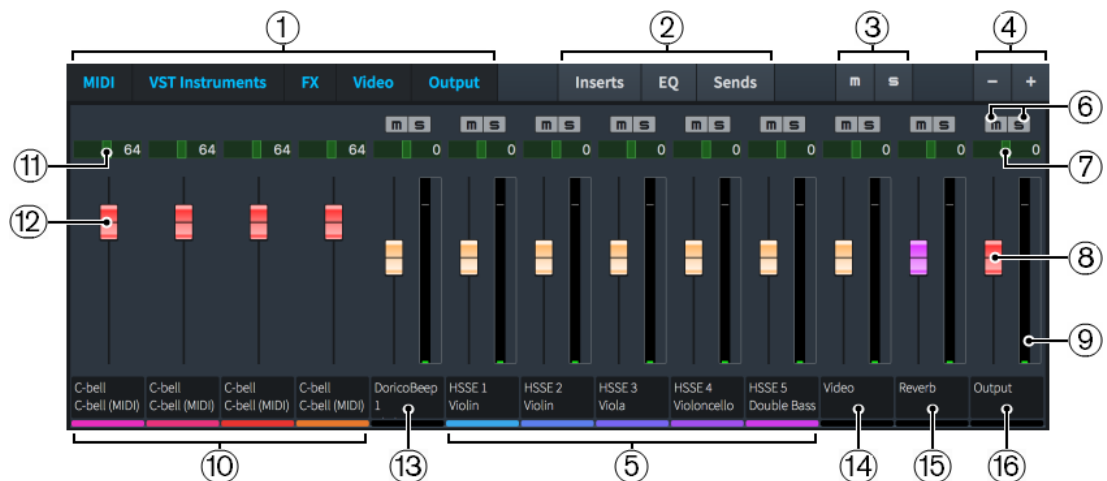 ① ② ③ ④
MIDI VST Instruments FX Video Output Inserts EQ Sends m s − +
m s m s m s m s m s m s m s m s m s ⑥
⑪ 64 64 64 64 0 0 0 0 0 0 0 0 0 ⑦
⑫ ⑧
⑨
C-bell C-bell C-bell C-bell DoricoBeep HSSE 1 HSSE 2 HSSE 3 HSSE 4 HSSE 5 Video Reverb Output
C-bell (MIDI) C-bell (MIDI) C-bell (MIDI) C-bell (MIDI) 1 Violin Violin Viola Violoncello Double Bass
⑩ ⑬ ⑤ ⑭ ⑮ ⑯